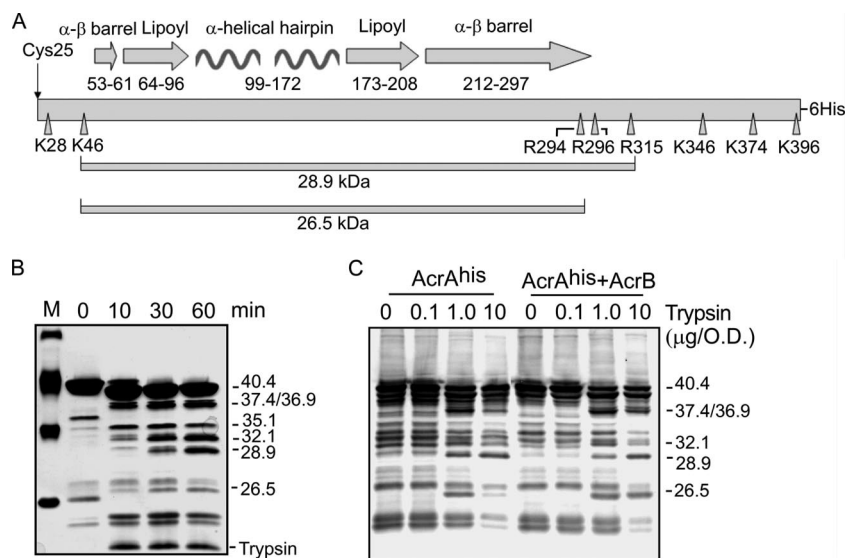 A
α-β barrel Lipoyl α-helical hairpin Lipoyl α-β barrel
Cys25
53-61 64-96 99-172 173-208 212-297
6His
K28 K46 R294 R296 R315 K346 K374 K396
28.9 kDa
26.5 kDa
B
M 0 10 30 60 min
40.4
37.4/36.9
35.1
32.1
28.9
26.5
Trypsin
C
AcrAhis AcrAhis+AcrB
0 0.1 1.0 10 0 0.1 1.0 10 Trypsin
(μg/O.D.)
40.4
37.4/36.9
32.1
28.9
26.5